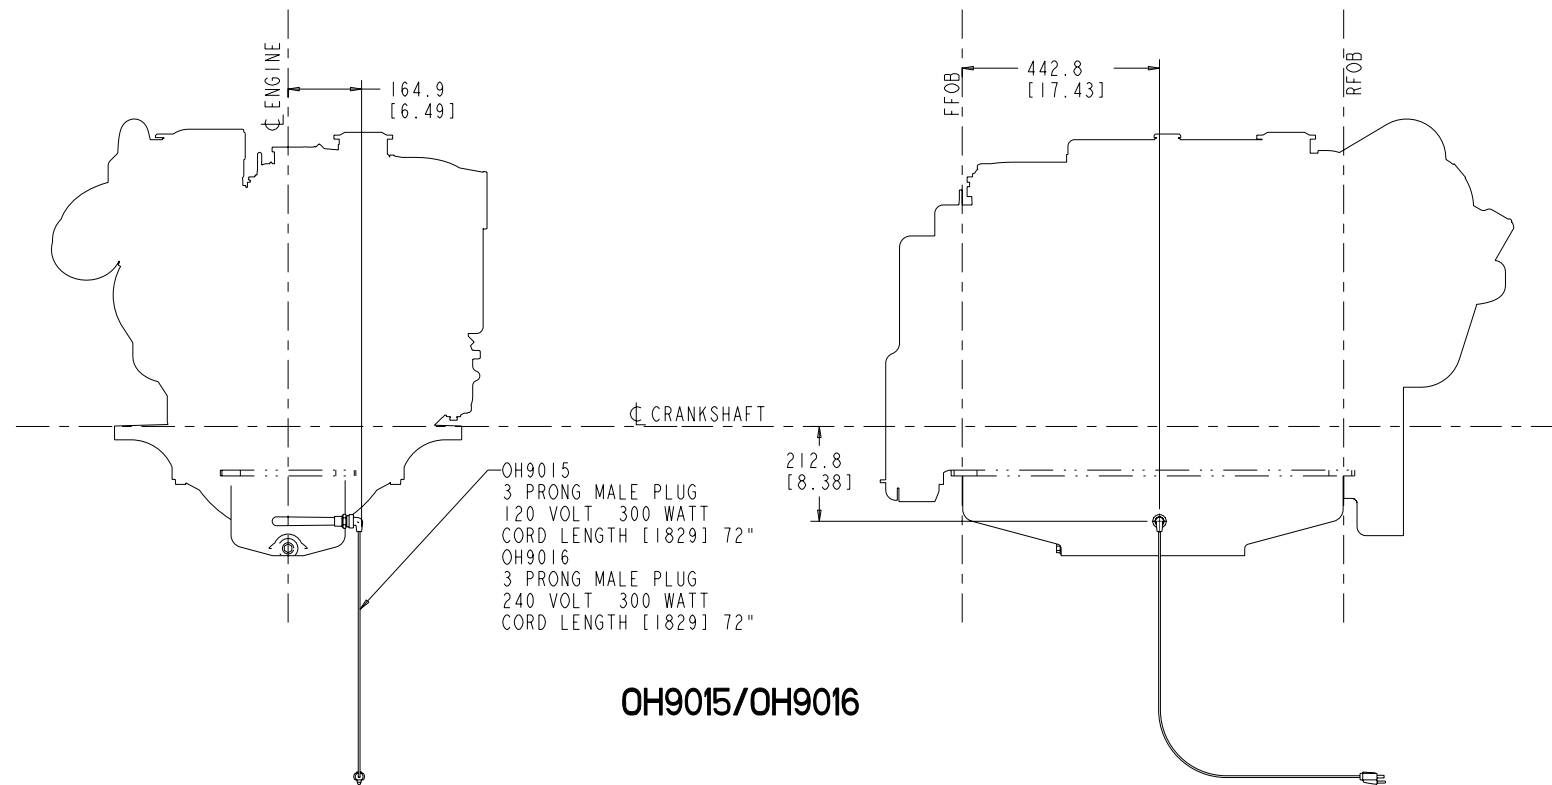 ℄ ENGINE
164.9
[6.49]
FFOB
442.8
[17.43]
RFOB
℄ CRANKSHAFT
212.8
[8.38]
OH9015
3 PRONG MALE PLUG
120 VOLT 300 WATT
CORD LENGTH [1829] 72"
OH9016
3 PRONG MALE PLUG
240 VOLT 300 WATT
CORD LENGTH [1829] 72"
OH9015/OH9016